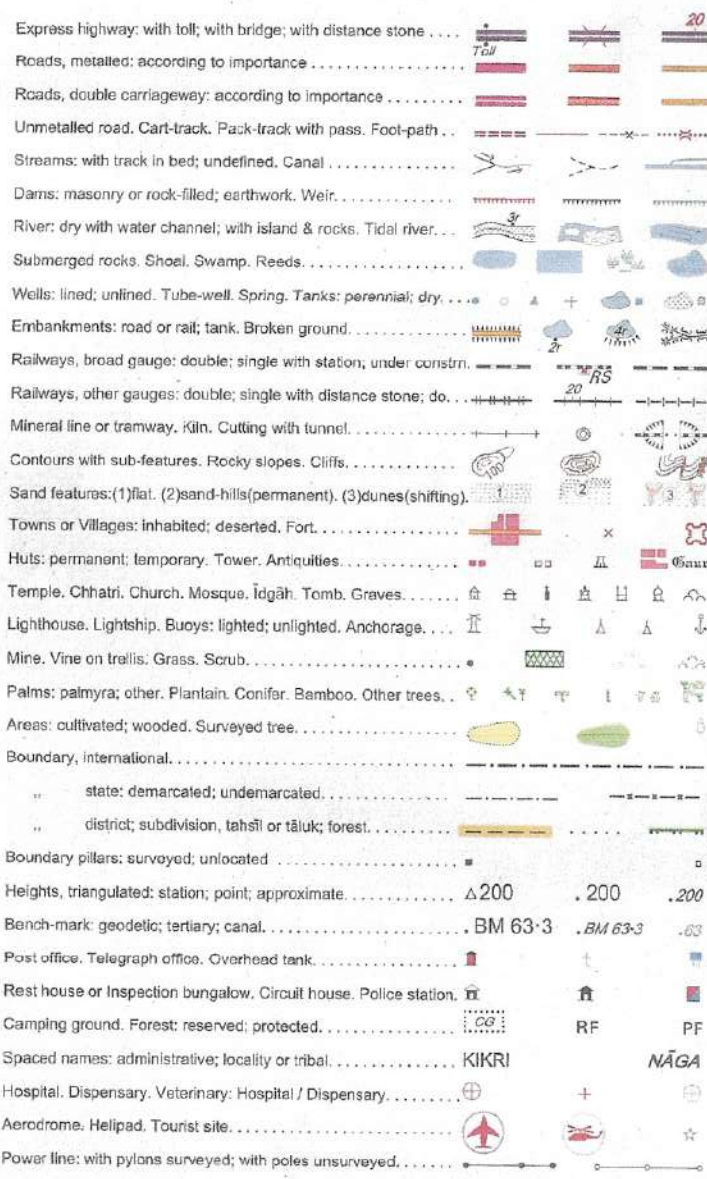 20
Express highway: with toll; with bridge; with distance stone ....
Toll
Roads, metalled: according to importance ..................
Roads, double carriageway: according to importance .........
Unmetalled road. Cart-track. Pack-track with pass. Foot-path ..
Streams: with track in bed; undefined. Canal ................
Dams: masonry or rock-filled; earthwork. Weir...............
River: dry with water channel; with island & rocks. Tidal river... 3r
Submerged rocks. Shoal. Swamp. Reeds....................
Wells: lined; unlined. Tube-well. Spring. Tanks: perennial; dry....
Embankments: road or rail; tank. Broken ground............. 2r 4r
Railways, broad gauge: double; single with station; under constrn. RS
Railways, other gauges: double; single with distance stone; do... 20
Mineral line or tramway. Kiln. Cutting with tunnel..............
Contours with sub-features. Rocky slopes. Cliffs.............. 100
Sand features:(1)flat. (2)sand-hills(permanent). (3)dunes(shifting). 1 2 3
Towns or Villages: inhabited; deserted. Fort..................
Huts: permanent; temporary. Tower. Antiquities............... Gaur
Temple. Chhatri. Church. Mosque. Īdgāh. Tomb. Graves.......
Lighthouse. Lightship. Buoys: lighted; unlighted. Anchorage....
Mine. Vine on trellis. Grass. Scrub..........................
Palms: palmyra; other. Plantain. Conifer. Bamboo. Other trees..
Areas: cultivated; wooded. Surveyed tree....................
Boundary, international....................................
,, state: demarcated; undemarcated.................
,, district; subdivision, tahsīl or tāluk; forest...........
Boundary pillars: surveyed; unlocated ......................
Heights, triangulated: station; point; approximate............. △200 . 200 .200
Bench-mark: geodetic; tertiary; canal........................ . BM 63·3 .BM 63·3 .63
Post office. Telegraph office. Overhead tank..................
Rest house or Inspection bungalow. Circuit house. Police station.
Camping ground. Forest: reserved; protected................ CG RF PF
Spaced names: administrative; locality or tribal............... KIKRI NĀGA
Hospital. Dispensary. Veterinary: Hospital / Dispensary.........
Aerodrome. Helipad. Tourist site............................
Power line: with pylons surveyed; with poles unsurveyed.......